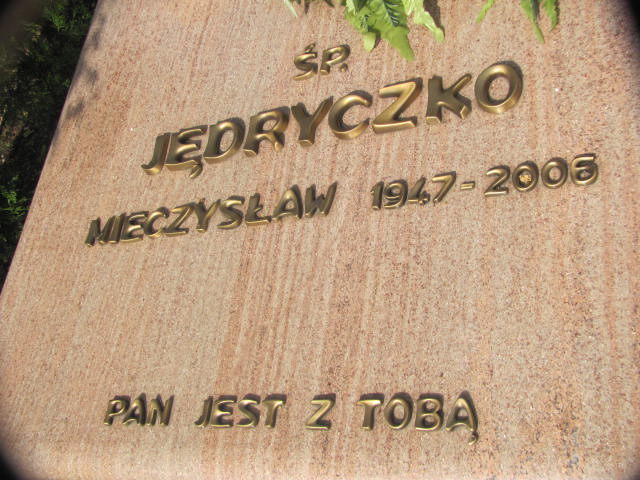 ŚP.
JĘDRYCZKO
MIECZYSŁAW 1947-2006
PAN JEST Z TOBĄ